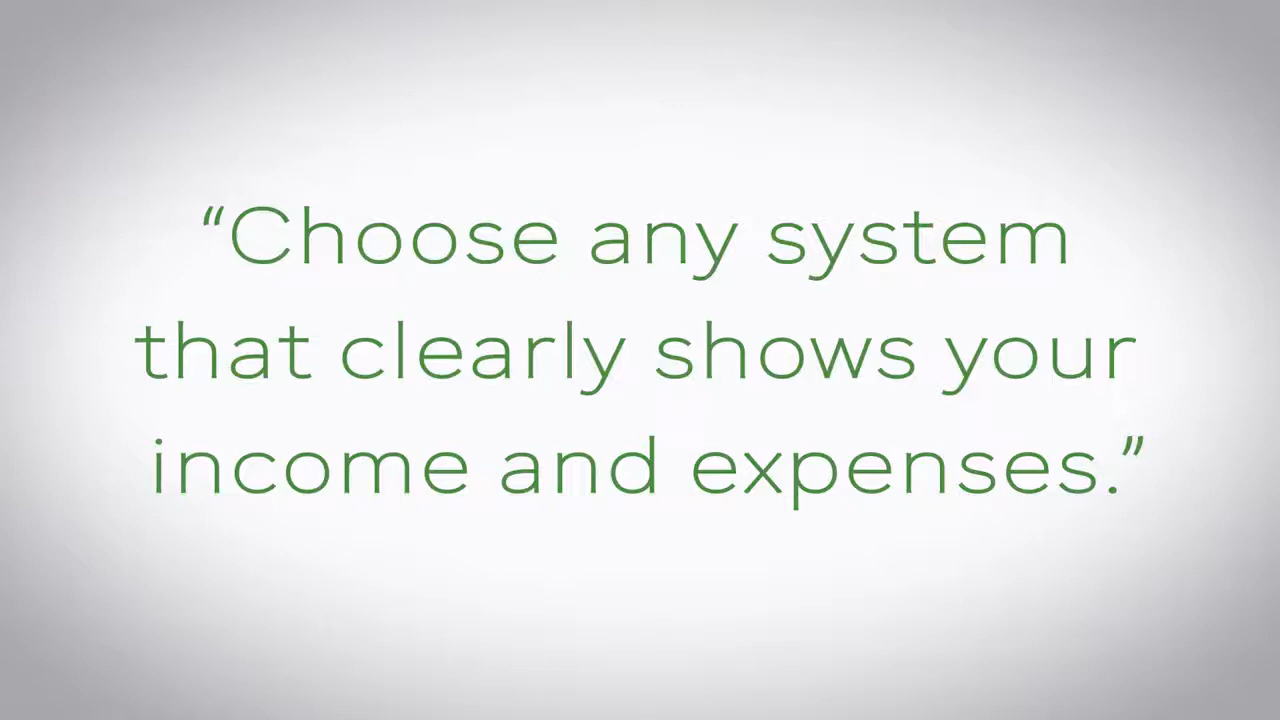 “Choose any system
that clearly shows your
income and expenses.”